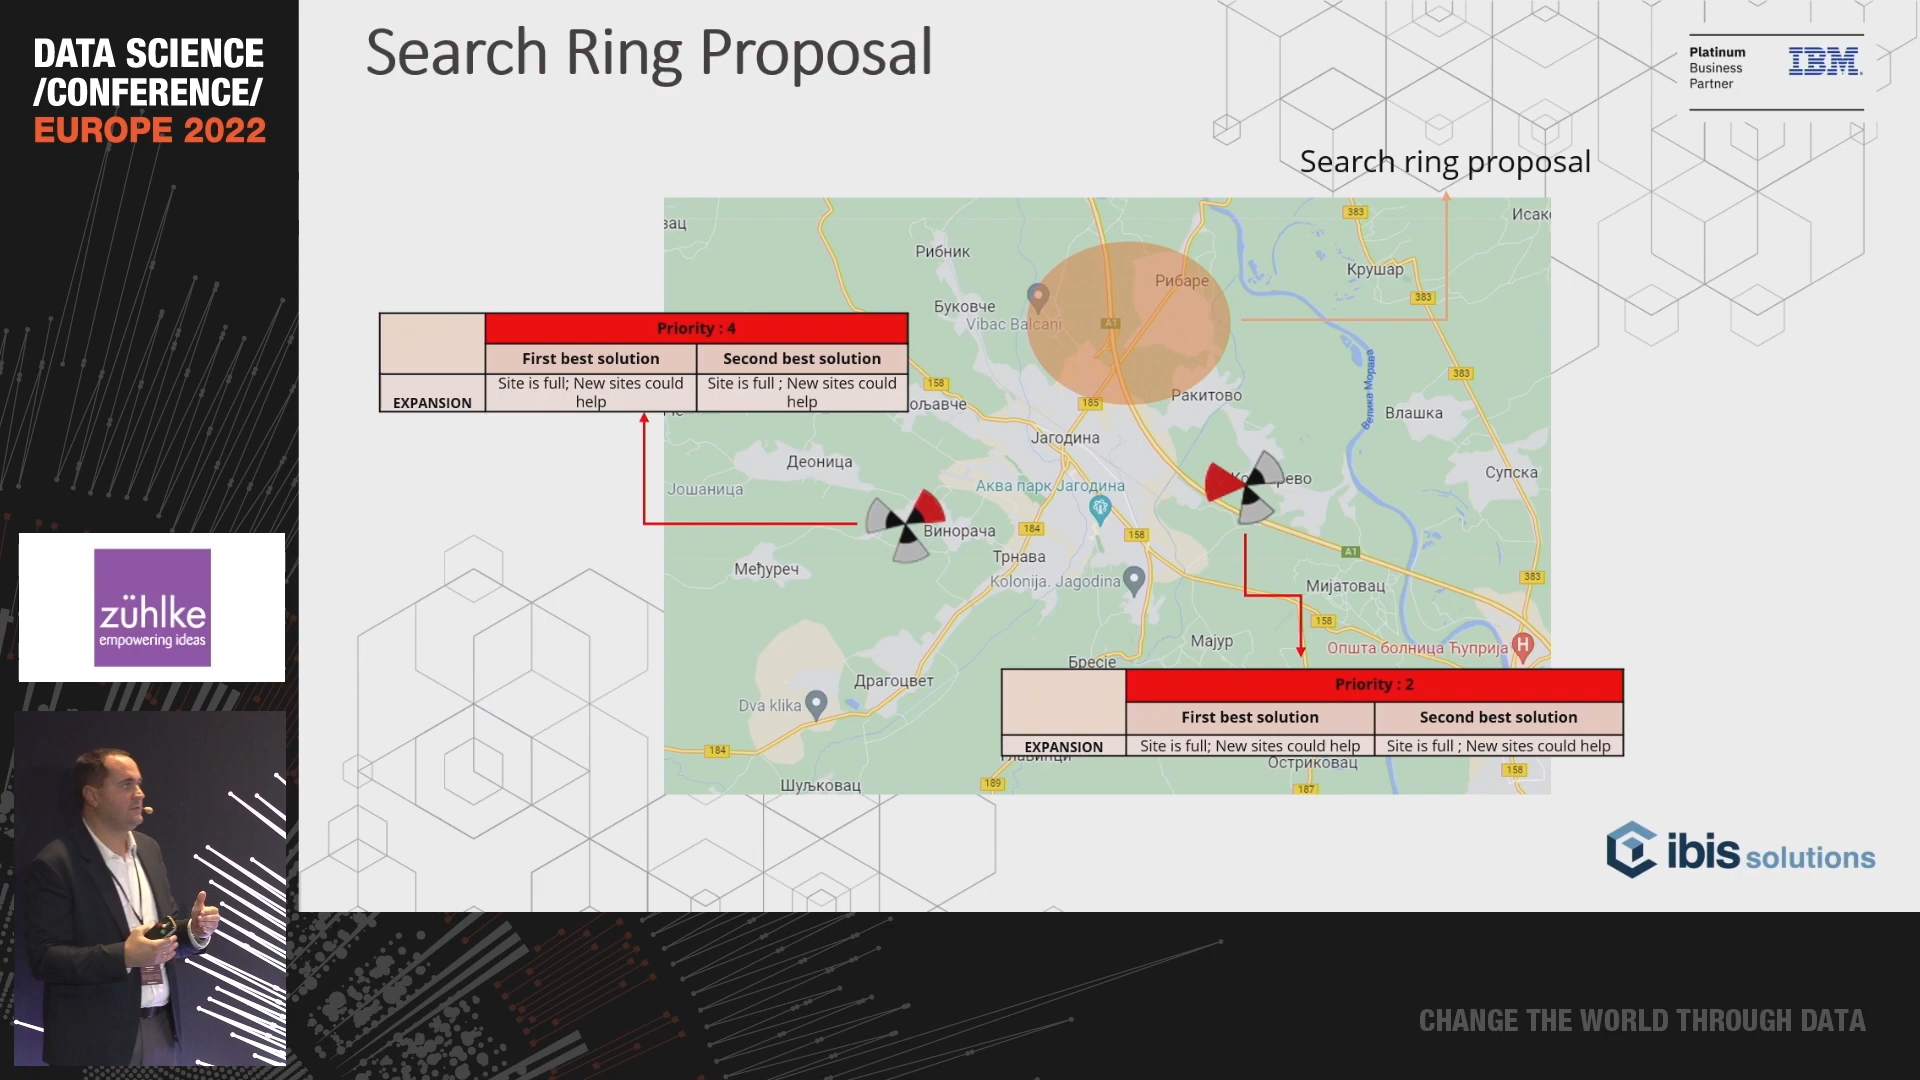 DATA SCIENCE
/CONFERENCE/
EUROPE 2022
Search Ring Proposal
Platinum
Business
Partner
IBM
Search ring proposal
383
Исак
Рибник
Рибаре
Крушар
383
Буковче
Vibac Balcani
A1
Priority : 4
First best solution
Second best solution
EXPANSION
Site is full; New sites could
help
Site is full ; New sites could
help
158
383
185
Ракитово
Велика Морава
Влашка
Јагодина
Деоница
Јошаница
Аква парк Јагодина
Супска
Винорача
184
158
Трнава
A1
Међуреч
Kolonija. Jagodina
383
Мијатовац
158
Мајур
Општа болница Ћуприја
H
Бресје
Драгоцвет
Dva klika
Priority : 2
First best solution
Second best solution
EXPANSION
Site is full; New sites could help
Site is full ; New sites could help
184
Остриковац
158
Шуљковац
189
187
zühlke
empowering ideas
ibis solutions
CHANGE THE WORLD THROUGH DATA